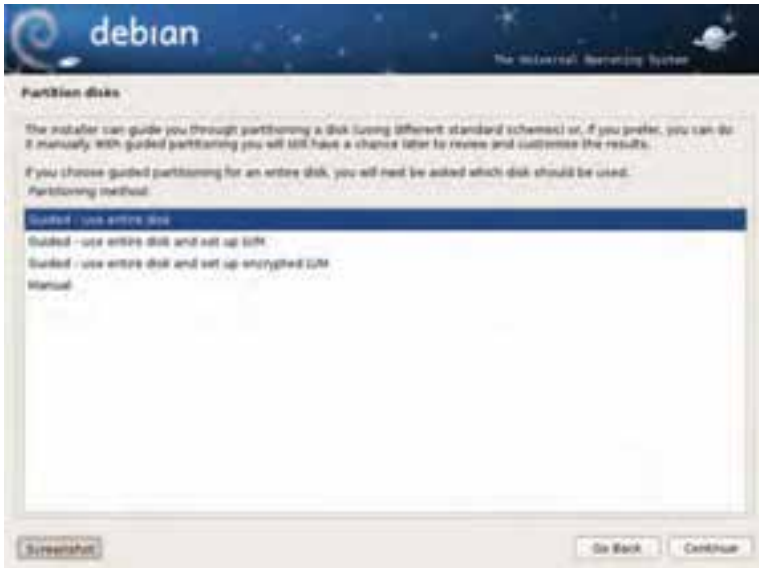 debian
The Universal Operating System
Partition disks
The installer can guide you through partitioning a disk (using different standard schemes) or, if you prefer, you can do
it manually. With guided partitioning you will still have a chance later to review and customise the results.
If you choose guided partitioning for an entire disk, you will next be asked which disk should be used.
Partitioning method:
Guided - use entire disk
Guided - use entire disk and set up LVM
Guided - use entire disk and set up encrypted LVM
Manual
Screenshot
Go Back
Continue